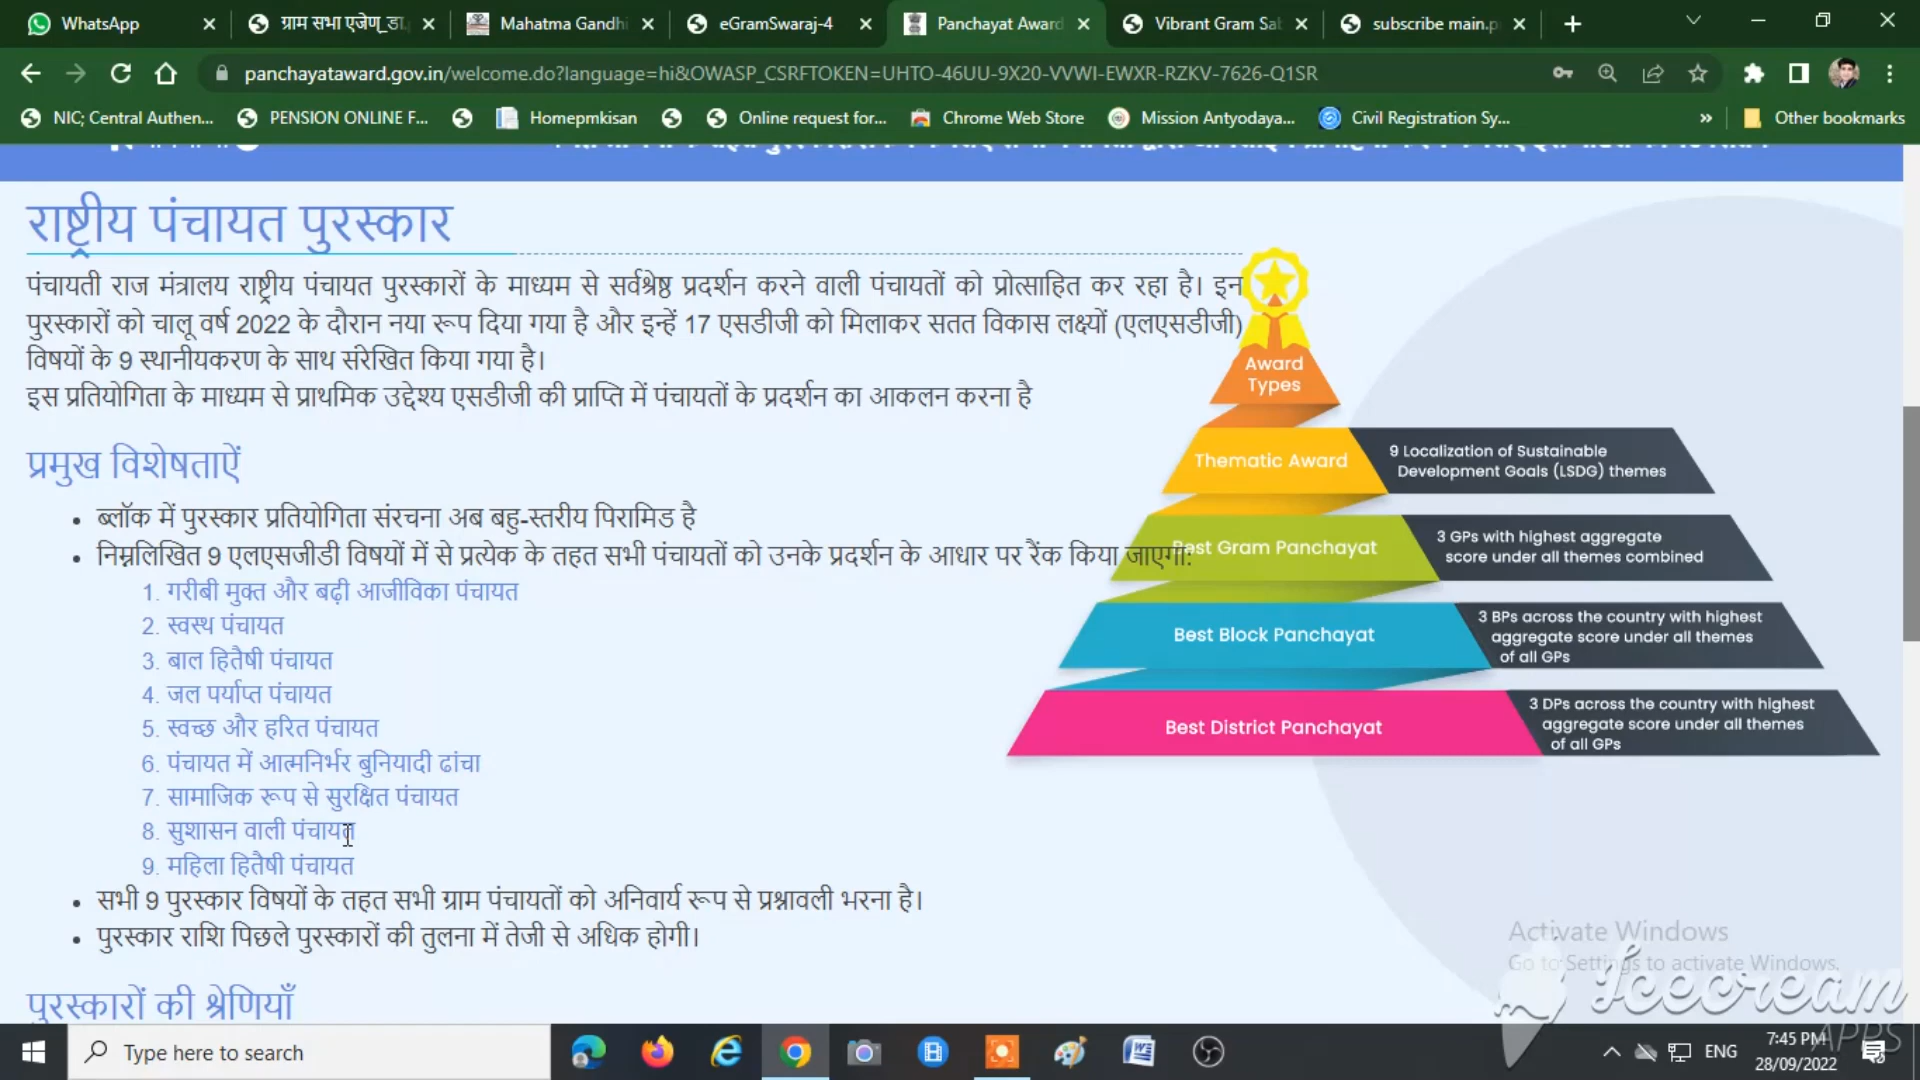 WhatsApp
ग्राम सभा एजेण्डा.
Mahatma Gandhi
eGramSwaraj-4
Panchayat Award
Vibrant Gram Sab
subscribe main.p
panchayataward.gov.in/welcome.do?language=hi&OWASP_CSRFTOKEN=UHTO-46UU-9X20-VVWI-EWXR-RZKV-7626-Q1SR
NIC; Central Authen...
PENSION ONLINE F...
Homepmkisan
Online request for...
Chrome Web Store
Mission Antyodaya...
Civil Registration Sy...
»
Other bookmarks
राष्ट्रीय पंचायत पुरस्कार
पंचायती राज मंत्रालय राष्ट्रीय पंचायत पुरस्कारों के माध्यम से सर्वश्रेष्ठ प्रदर्शन करने वाली पंचायतों को प्रोत्साहित कर रहा है। इन
पुरस्कारों को चालू वर्ष 2022 के दौरान नया रूप दिया गया है और इन्हें 17 एसडीजी को मिलाकर सतत विकास लक्ष्यों (एलएसडीजी)
विषयों के 9 स्थानीयकरण के साथ संरेखित किया गया है।
इस प्रतियोगिता के माध्यम से प्राथमिक उद्देश्य एसडीजी की प्राप्ति में पंचायतों के प्रदर्शन का आकलन करना है
प्रमुख विशेषताऐं
• ब्लॉक में पुरस्कार प्रतियोगिता संरचना अब बहु-स्तरीय पिरामिड है
• निम्नलिखित 9 एलएसजीडी विषयों में से प्रत्येक के तहत सभी पंचायतों को उनके प्रदर्शन के आधार पर रैंक किया जाएगा:
1. गरीबी मुक्त और बढ़ी आजीविका पंचायत
2. स्वस्थ पंचायत
3. बाल हितैषी पंचायत
4. जल पर्याप्त पंचायत
5. स्वच्छ और हरित पंचायत
6. पंचायत में आत्मनिर्भर बुनियादी ढांचा
7. सामाजिक रूप से सुरक्षित पंचायत
8. सुशासन वाली पंचायत
9. महिला हितैषी पंचायत
• सभी 9 पुरस्कार विषयों के तहत सभी ग्राम पंचायतों को अनिवार्य रूप से प्रश्नावली भरना है।
• पुरस्कार राशि पिछले पुरस्कारों की तुलना में तेजी से अधिक होगी।
पुरस्कारों की श्रेणियाँ
Award
Types
Thematic Award
9 Localization of Sustainable
Development Goals (LSDG) themes
Best Gram Panchayat
3 GPs with highest aggregate
score under all themes combined
Best Block Panchayat
3 BPs across the country with highest
aggregate score under all themes
of all GPs
Best District Panchayat
3 DPs across the country with highest
aggregate score under all themes
of all GPs
Activate Windows
Go to Settings to activate Windows.
Icecream
APPS
Type here to search
ENG
7:45 PM
28/09/2022